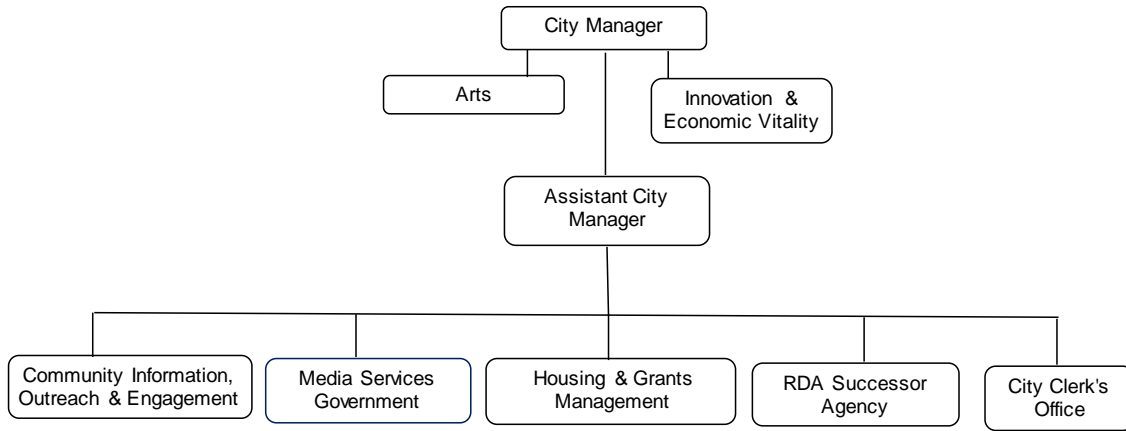 City Manager
Arts
Innovation &
Economic Vitality
Assistant City
Manager
Community Information,
Outreach & Engagement
Media Services
Government
Housing & Grants
Management
RDA Successor
Agency
City Clerk's
Office